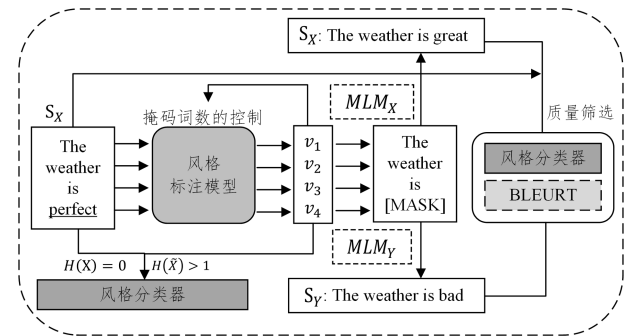 S_X: The weather is great
S_X
掩码词数的控制
MLM_X
质量筛选
The
weather
is
perfect
风格
标注模型
v_1
v_2
v_3
v_4
The
weather
is
[MASK]
风格分类器
BLEURT
MLM_Y
H(X) = 0
H(X̃) > 1
风格分类器
S_Y: The weather is bad